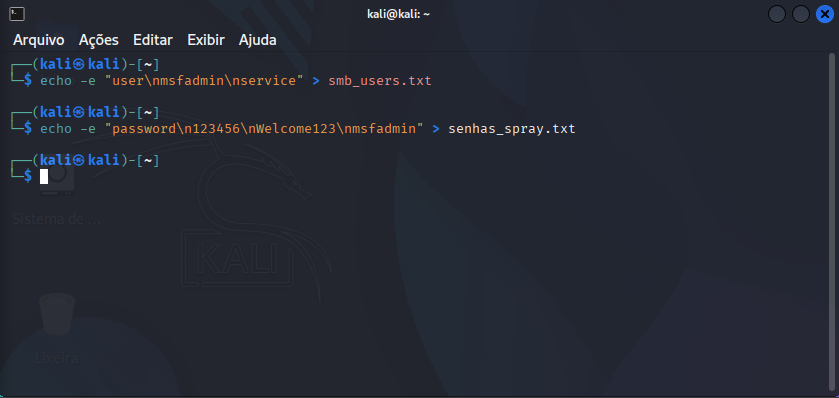 kali@kali: ~
Arquivo Ações Editar Exibir Ajuda
┌──(kali㉿kali)-[~]
└─$ echo -e "user\nmsfadmin\nservice" > smb_users.txt
┌──(kali㉿kali)-[~]
└─$ echo -e "password\n123456\nWelcome123\nmsfadmin" > senhas_spray.txt
┌──(kali㉿kali)-[~]
└─$
Sistema de ...
KALI
Lixeira